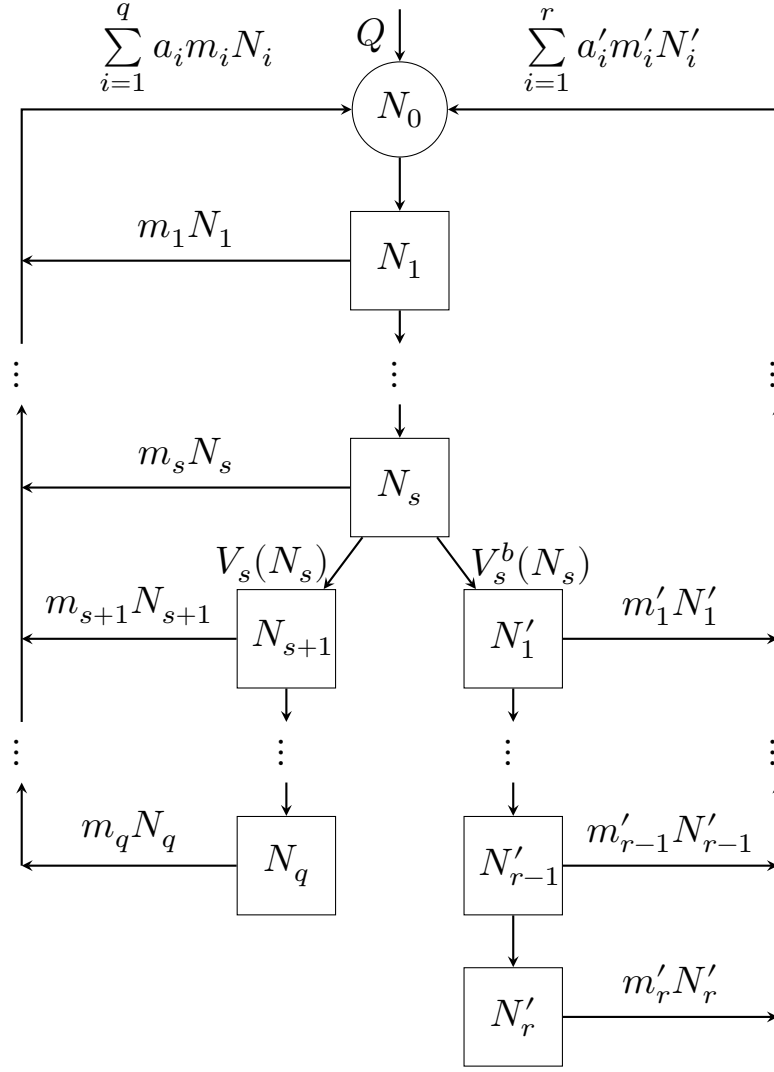 \sum_{i=1}^{q} a_i m_i N_i
Q
\sum_{i=1}^{r} a'_i m'_i N'_i
N_0
m_1 N_1
N_1
⋮ ⋮ ⋮
m_s N_s
N_s
V_s(N_s) V_s^b(N_s)
m_{s+1} N_{s+1}
N_{s+1}
N'_1
m'_1 N'_1
⋮ ⋮ ⋮ ⋮
m_q N_q
N_q
N'_{r-1}
m'_{r-1} N'_{r-1}
N'_r
m'_r N'_r